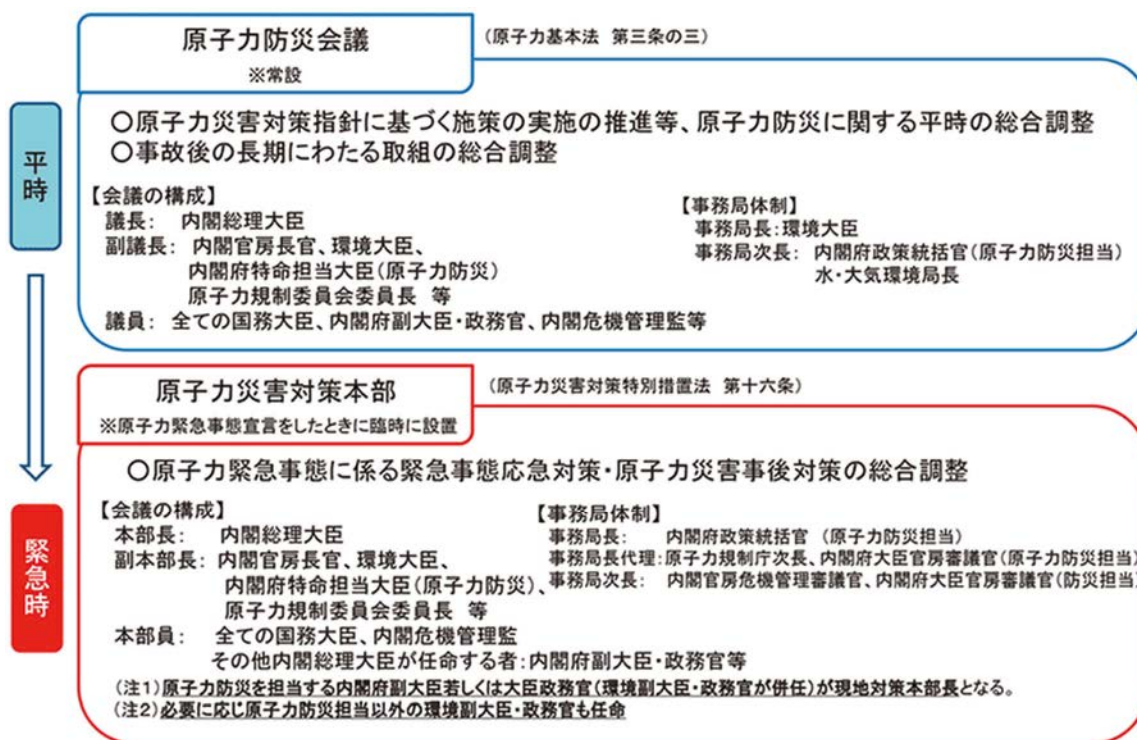 原子力防災会議
※常設
(原子力基本法 第三条の三)
平時
○原子力災害対策指針に基づく施策の実施の推進等、原子力防災に関する平時の総合調整
○事故後の長期にわたる取組の総合調整
【会議の構成】
議長： 内閣総理大臣
副議長： 内閣官房長官、環境大臣、
内閣府特命担当大臣(原子力防災)
原子力規制委員会委員長 等
議員： 全ての国務大臣、内閣府副大臣・政務官、内閣危機管理監等
【事務局体制】
事務局長：環境大臣
事務局次長： 内閣府政策統括官(原子力防災担当)
水・大気環境局長
原子力災害対策本部
※原子力緊急事態宣言をしたときに臨時に設置
(原子力災害対策特別措置法 第十六条)
緊急時
○原子力緊急事態に係る緊急事態応急対策・原子力災害事後対策の総合調整
【会議の構成】
本部長： 内閣総理大臣
副本部長： 内閣官房長官、環境大臣、
内閣府特命担当大臣(原子力防災)、
原子力規制委員会委員長 等
本部員： 全ての国務大臣、内閣危機管理監
その他内閣総理大臣が任命する者：内閣府副大臣・政務官等
【事務局体制】
事務局長： 内閣府政策統括官 (原子力防災担当)
事務局長代理：原子力規制庁次長、内閣府大臣官房審議官(原子力防災担当)
事務局次長： 内閣官房危機管理審議官、内閣府大臣官房審議官(防災担当)
(注1)原子力防災を担当する内閣府副大臣若しくは大臣政務官(環境副大臣・政務官が併任)が現地対策本部長となる。
(注2)必要に応じ原子力防災担当以外の環境副大臣・政務官も任命